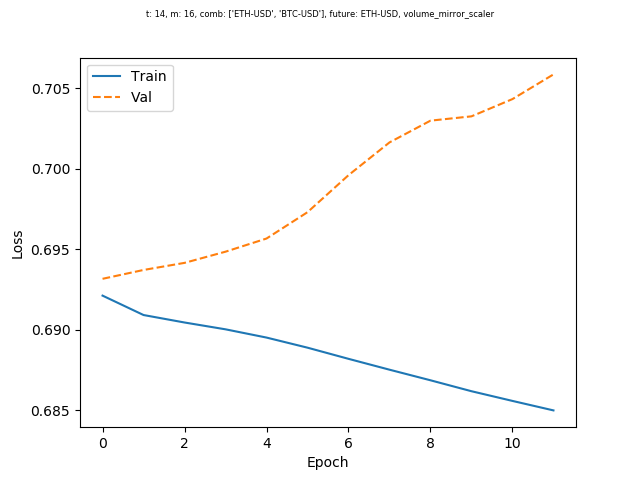 t: 14, m: 16, comb: ['ETH-USD', 'BTC-USD'], future: ETH-USD, volume_mirror_scaler
Train
Val
0.705
0.700
0.695
0.690
0.685
Loss
0 2 4 6 8 10
Epoch